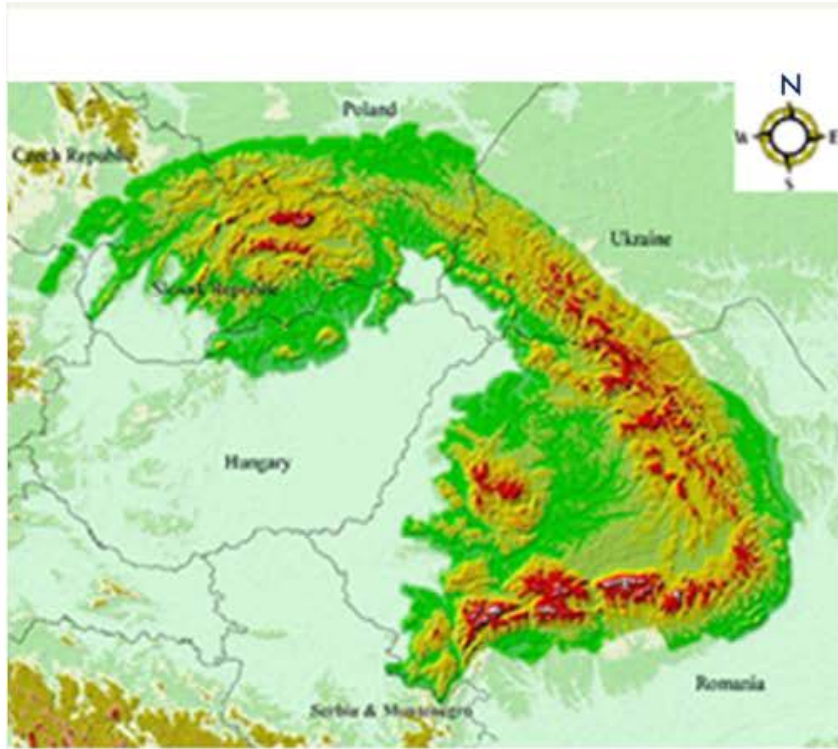 N
Poland
W
E
Czech Republic
S
Ukraine
Slovak Republic
Hungary
Romania
Serbia & Montenegro